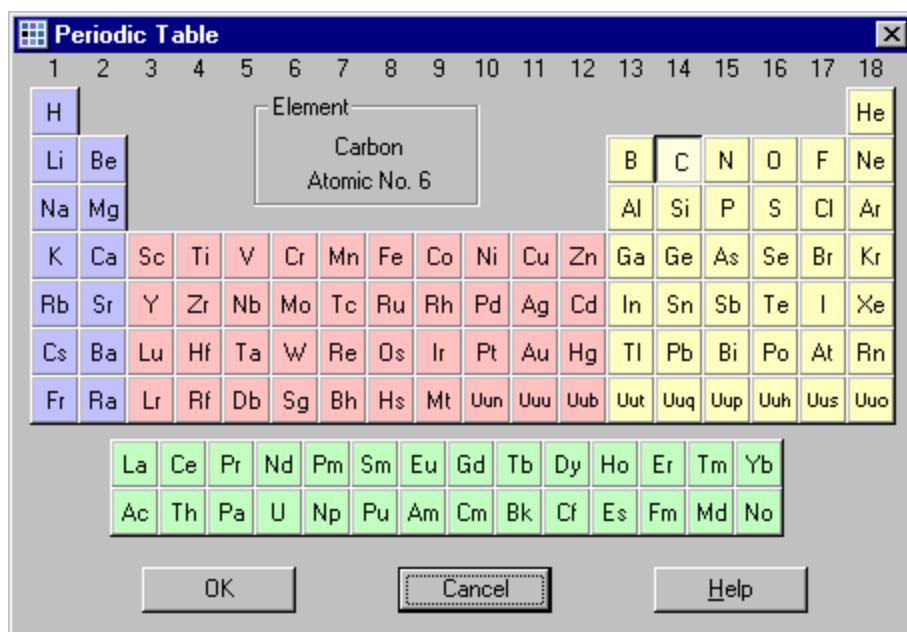 Periodic Table
1 2 3 4 5 6 7 8 9 10 11 12 13 14 15 16 17 18
H He
Element
Carbon
Atomic No. 6
Li Be B C N O F Ne
Na Mg Al Si P S Cl Ar
K Ca Sc Ti V Cr Mn Fe Co Ni Cu Zn Ga Ge As Se Br Kr
Rb Sr Y Zr Nb Mo Tc Ru Rh Pd Ag Cd In Sn Sb Te I Xe
Cs Ba Lu Hf Ta W Re Os Ir Pt Au Hg Tl Pb Bi Po At Rn
Fr Ra Lr Rf Db Sg Bh Hs Mt Uun Uuu Uub Uut Uuq Uup Uuh Uus Uuo
La Ce Pr Nd Pm Sm Eu Gd Tb Dy Ho Er Tm Yb
Ac Th Pa U Np Pu Am Cm Bk Cf Es Fm Md No
OK Cancel Help